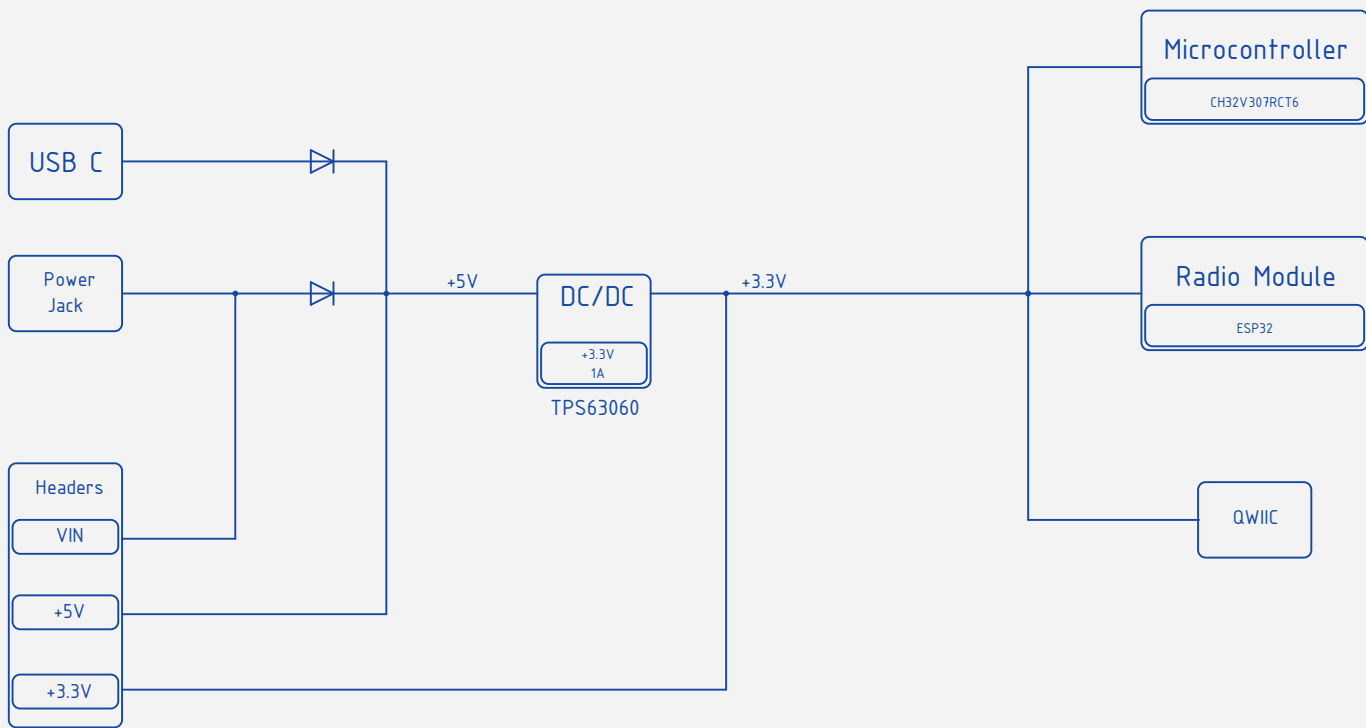 Microcontroller
CH32V307RCT6
USB C
Power
Jack
+5V
DC/DC
+3.3V
1A
TPS63060
+3.3V
Radio Module
ESP32
Headers
VIN
+5V
+3.3V
QWIIC